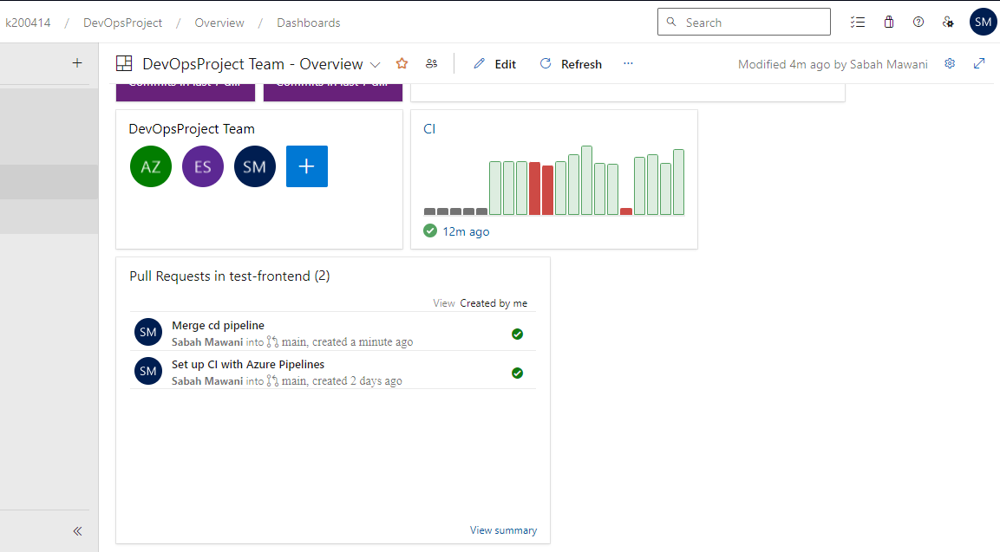 k200414 / DevOpsProject / Overview / Dashboards Search SM
DevOpsProject Team - Overview Edit Refresh ... Modified 4m ago by Sabah Mawani
DevOpsProject Team
AZ ES SM
CI
12m ago
Pull Requests in test-frontend (2)
View Created by me
SM Merge cd pipeline
Sabah Mawani into main, created a minute ago
SM Set up CI with Azure Pipelines
Sabah Mawani into main, created 2 days ago
View summary